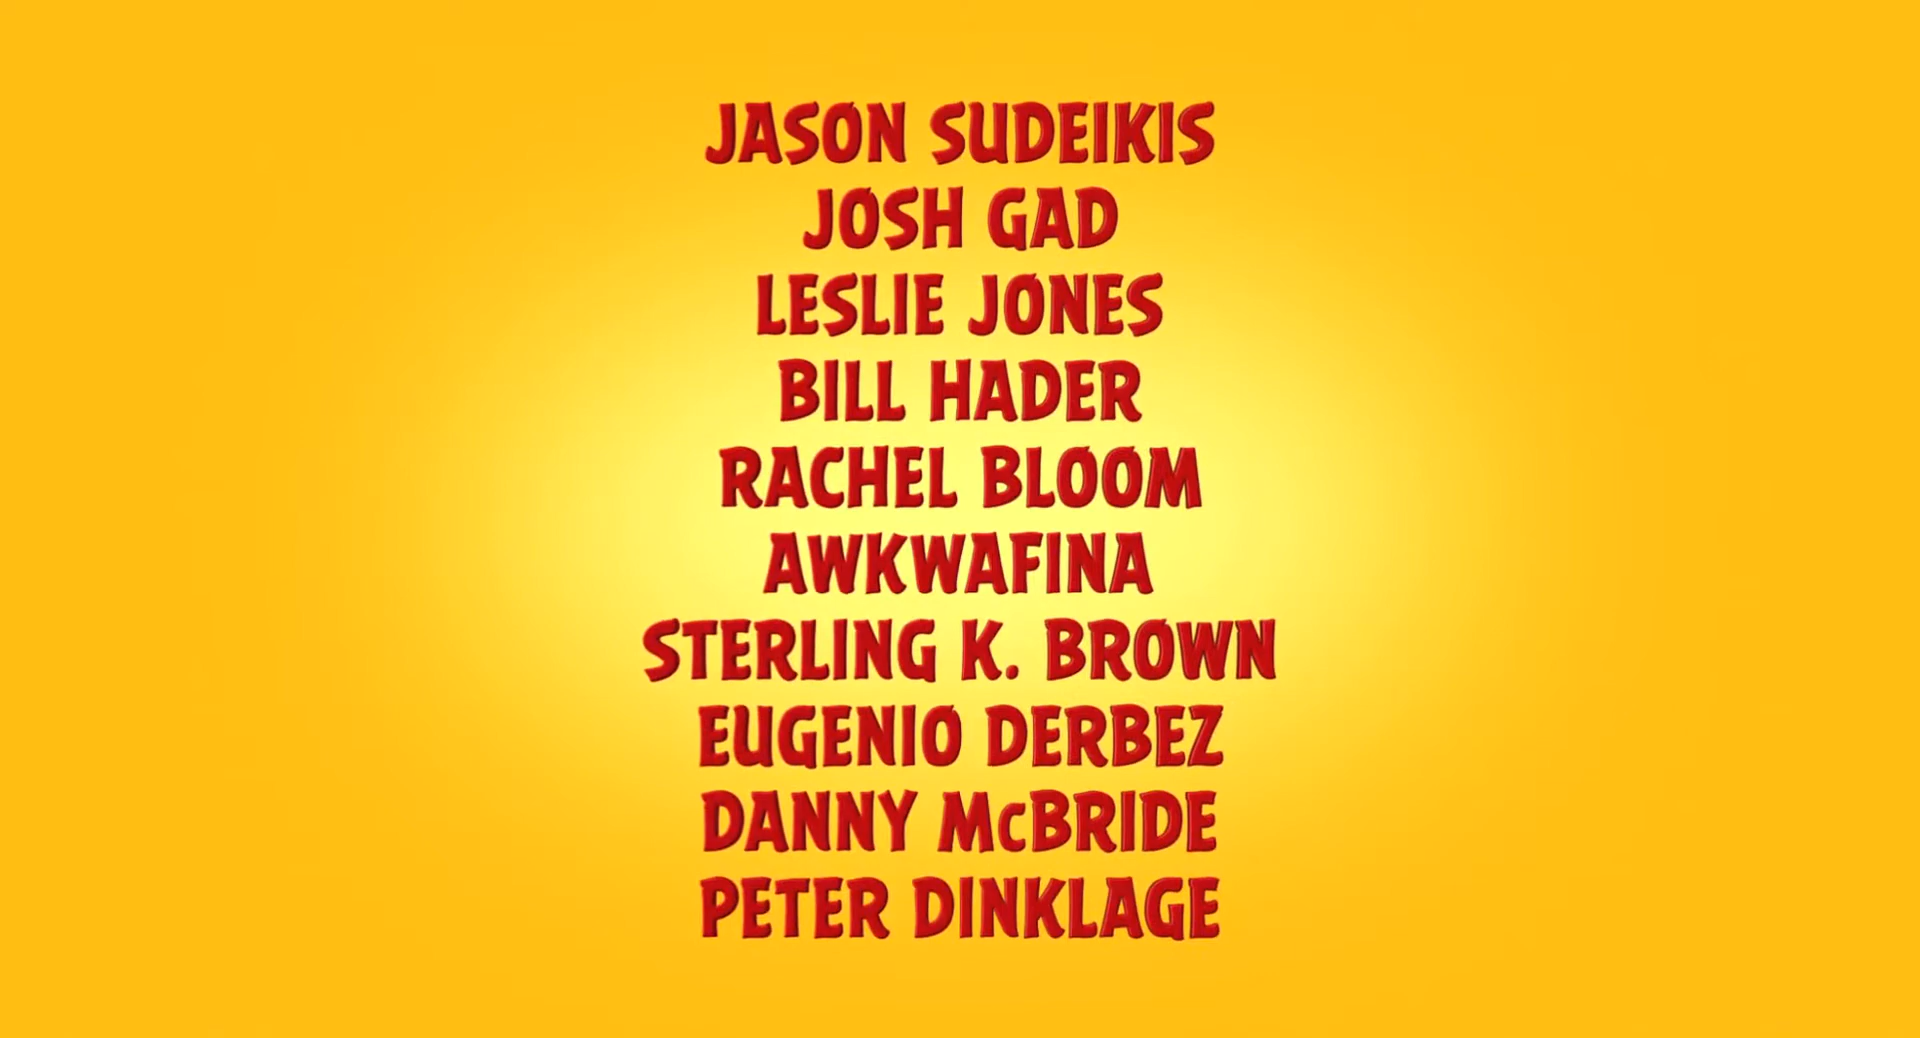 JASON SUDEIKIS
JOSH GAD
LESLIE JONES
BILL HADER
RACHEL BLOOM
AWKWAFINA
STERLING K. BROWN
EUGENIO DERBEZ
DANNY McBRIDE
PETER DINKLAGE